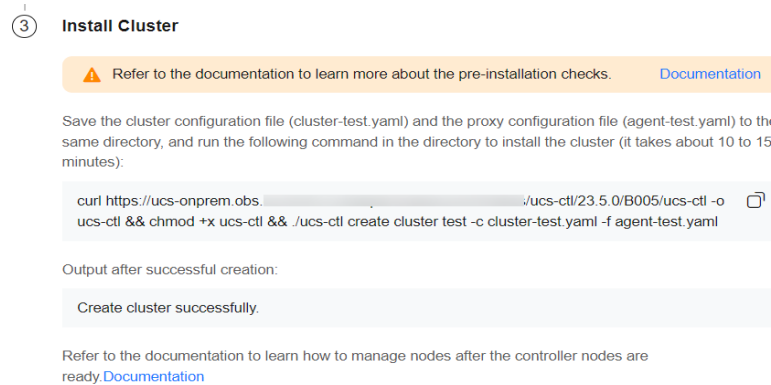 3 Install Cluster
Refer to the documentation to learn more about the pre-installation checks. Documentation
Save the cluster configuration file (cluster-test.yaml) and the proxy configuration file (agent-test.yaml) to the
same directory, and run the following command in the directory to install the cluster (it takes about 10 to 15
minutes):
curl https://ucs-onprem.obs. /ucs-ctl/23.5.0/B005/ucs-ctl -o
ucs-ctl && chmod +x ucs-ctl && ./ucs-ctl create cluster test -c cluster-test.yaml -f agent-test.yaml
Output after successful creation:
Create cluster successfully.
Refer to the documentation to learn how to manage nodes after the controller nodes are
ready.Documentation